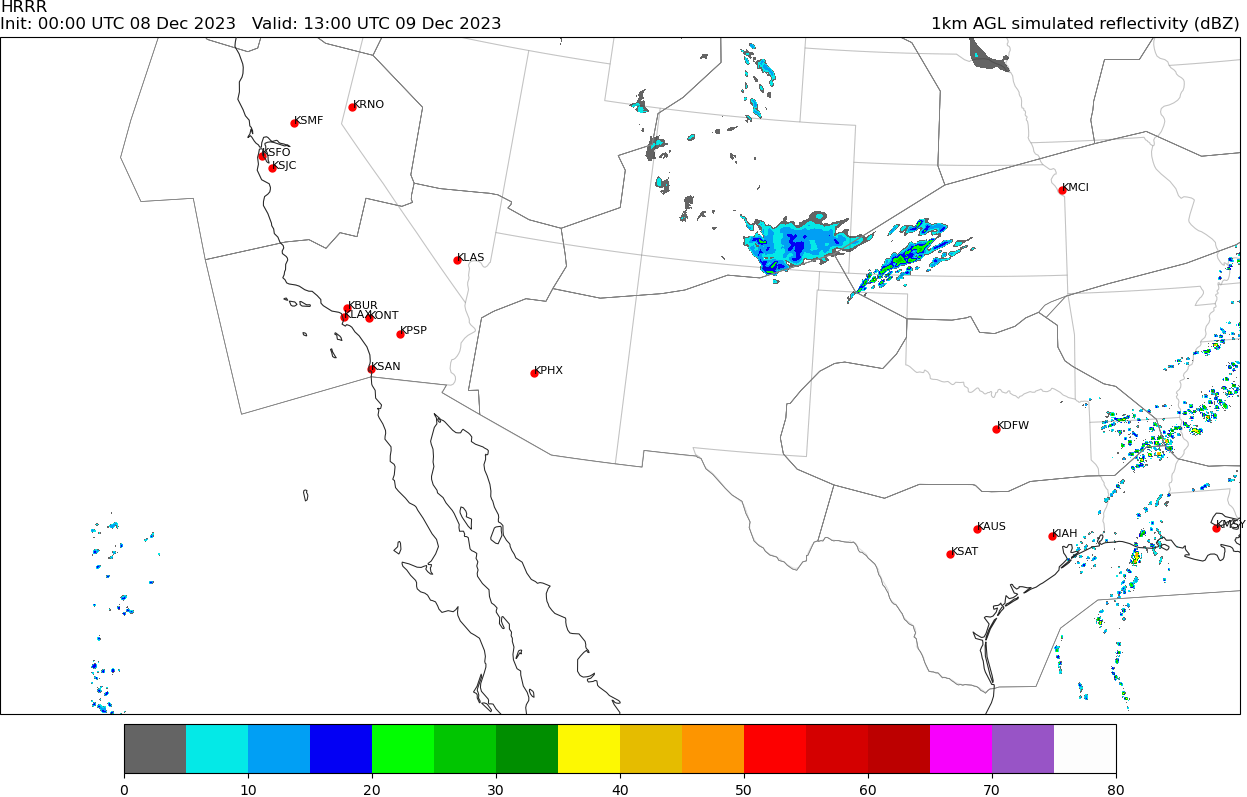 HRRR
Init: 00:00 UTC 08 Dec 2023   Valid: 13:00 UTC 09 Dec 2023   1km AGL simulated reflectivity (dBZ)
KRNO
KSMF
KSFO
KSJC
KMCI
KLAS
KBUR
KLAX KONT
KPSP
KSAN
KPHX
KDFW
KAUS
KMSY
KIAH
KSAT
0 10 20 30 40 50 60 70 80